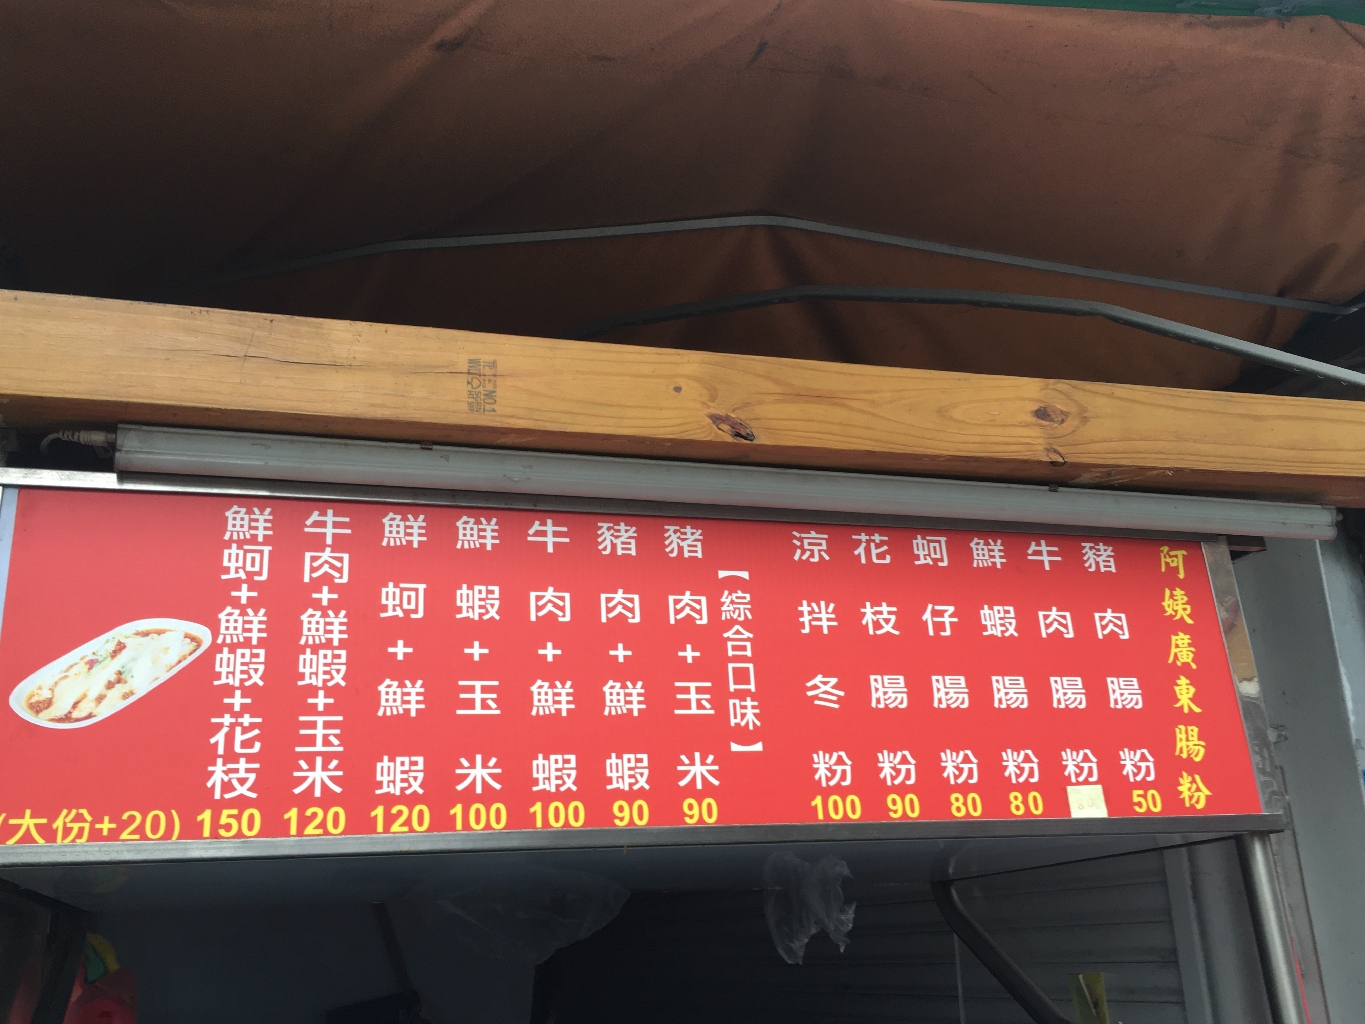 阿姨廣東腸粉
豬肉腸粉 50
牛肉腸粉
鮮蝦腸粉 80
蚵仔腸粉 80
花枝腸粉 90
涼拌冬粉 100
【綜合口味】
豬肉+玉米 90
豬肉+鮮蝦 90
牛肉+鮮蝦 100
鮮蝦+玉米 100
鮮蚵+鮮蝦 120
牛肉+鮮蝦+玉米 120
鮮蚵+鮮蝦+花枝 150
(大份+20)
NO.1